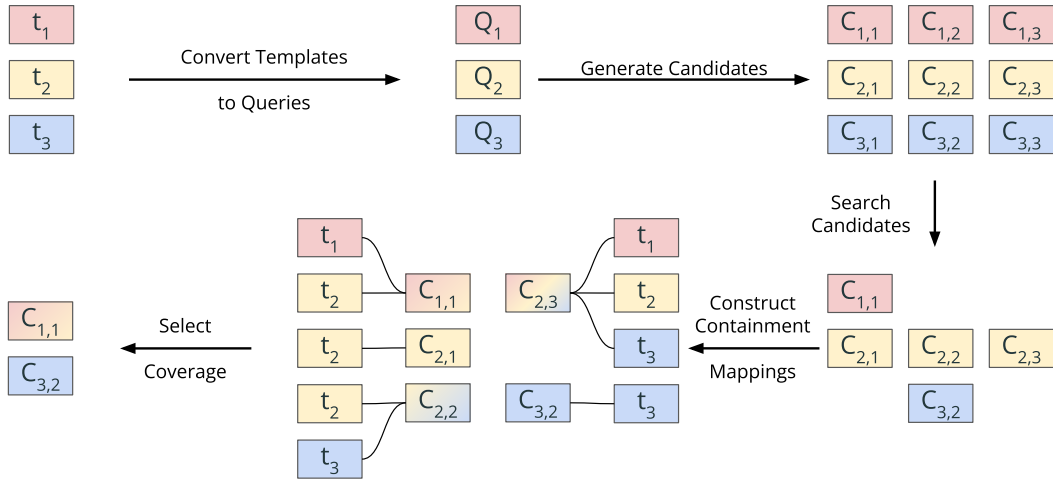 t1 Q1 C1,1 C1,2 C1,3
Convert Templates
Generate Candidates
t2 Q2 C2,1 C2,2 C2,3
to Queries
t3 Q3 C3,1 C3,2 C3,3
Search
Candidates
t1 t1
t2 C1,1 C2,3 t2 C1,1
Construct
Containment
Mappings
C1,1
Select
Coverage
t2 C2,1 t3 C2,1 C2,2 C2,3
C3,2
t2 C2,2 C3,2 t3 C3,2
t3